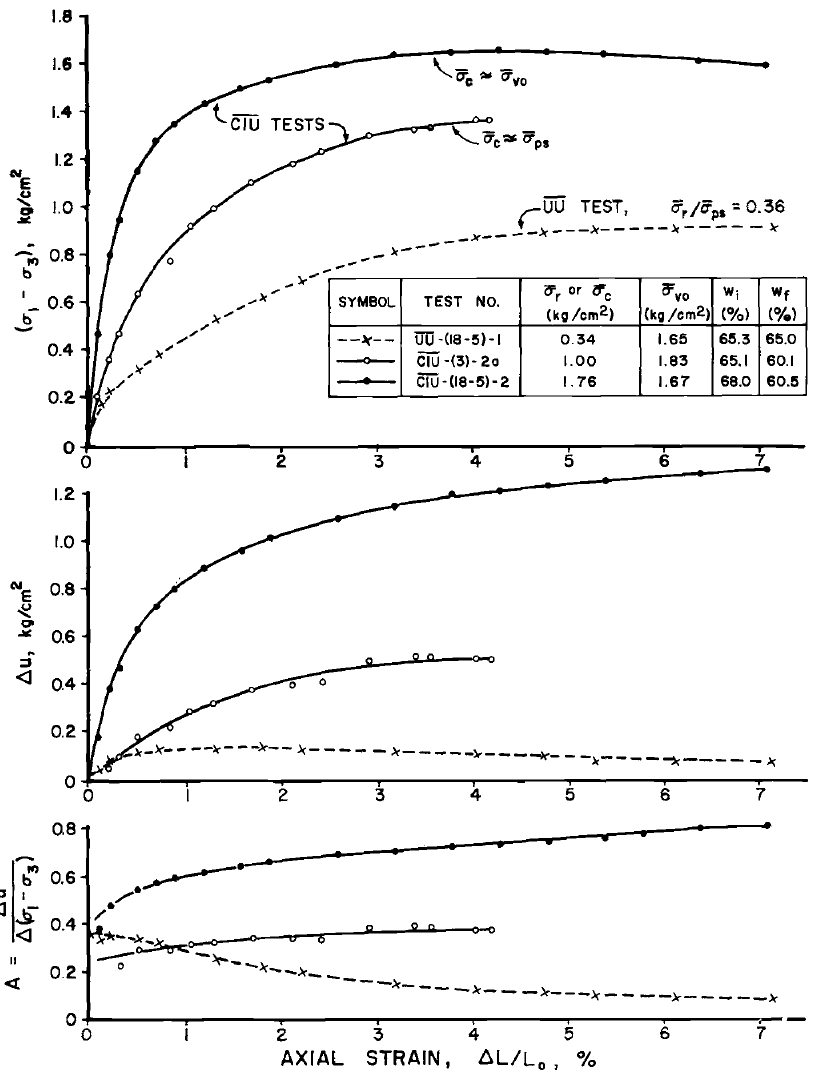 1.8
1.6
1.4
1.2
1.0
0.8
0.6
0.4
0.2
0
(σ₁ - σ₃), kg/cm²
σ̅c ≈ σ̅vo
C̅I̅U̅ TESTS
σ̅c ≈ σ̅ps
U̅U̅ TEST, σ̅r/σ̅ps = 0.36
SYMBOL TEST NO. σ̅r or σ̅c (kg/cm²) σ̅vo (kg/cm²) wi (%) wf (%)
U̅U̅-(18-5)-1 0.34 1.65 65.3 65.0
C̅I̅U̅-(3)-2a 1.00 1.83 65.1 60.1
C̅I̅U̅-(18-5)-2 1.76 1.67 68.0 60.5
0 1 2 3 4 5 6 7
1.2
1.0
0.8
0.6
0.4
0.2
0
Δu, kg/cm²
0 1 2 3 4 5 6 7
0.8
0.6
0.4
0.2
0
A = Δu / Δ(σ₁ - σ₃)
0 1 2 3 4 5 6 7
AXIAL STRAIN, ΔL/L₀, %